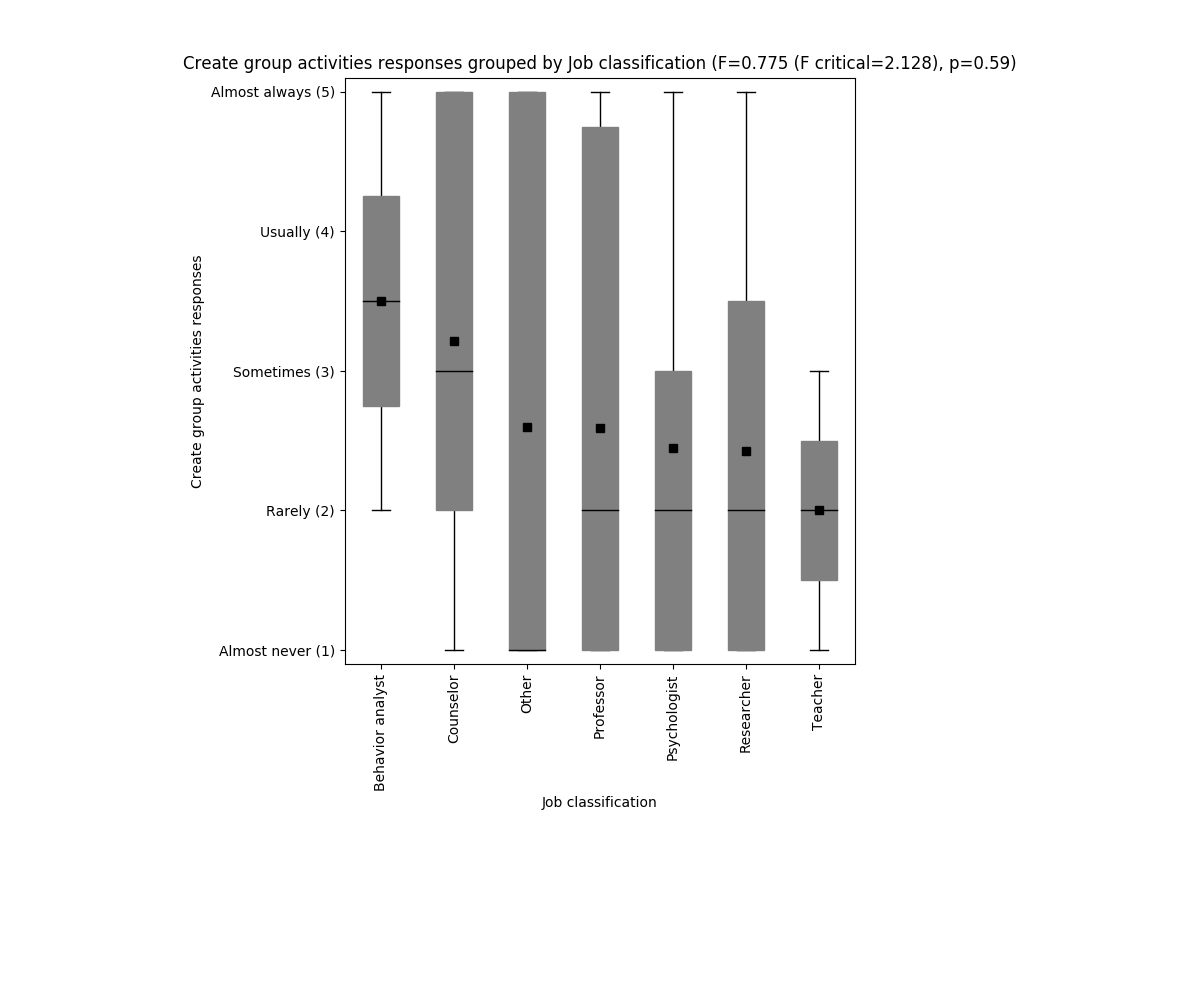 Create group activities responses grouped by Job classification (F=0.775 (F critical=2.128), p=0.59)
Almost always (5)
Usually (4)
Sometimes (3)
Rarely (2)
Almost never (1)
Create group activities responses
Behavior analyst
Counselor
Other
Professor
Psychologist
Researcher
Teacher
Job classification